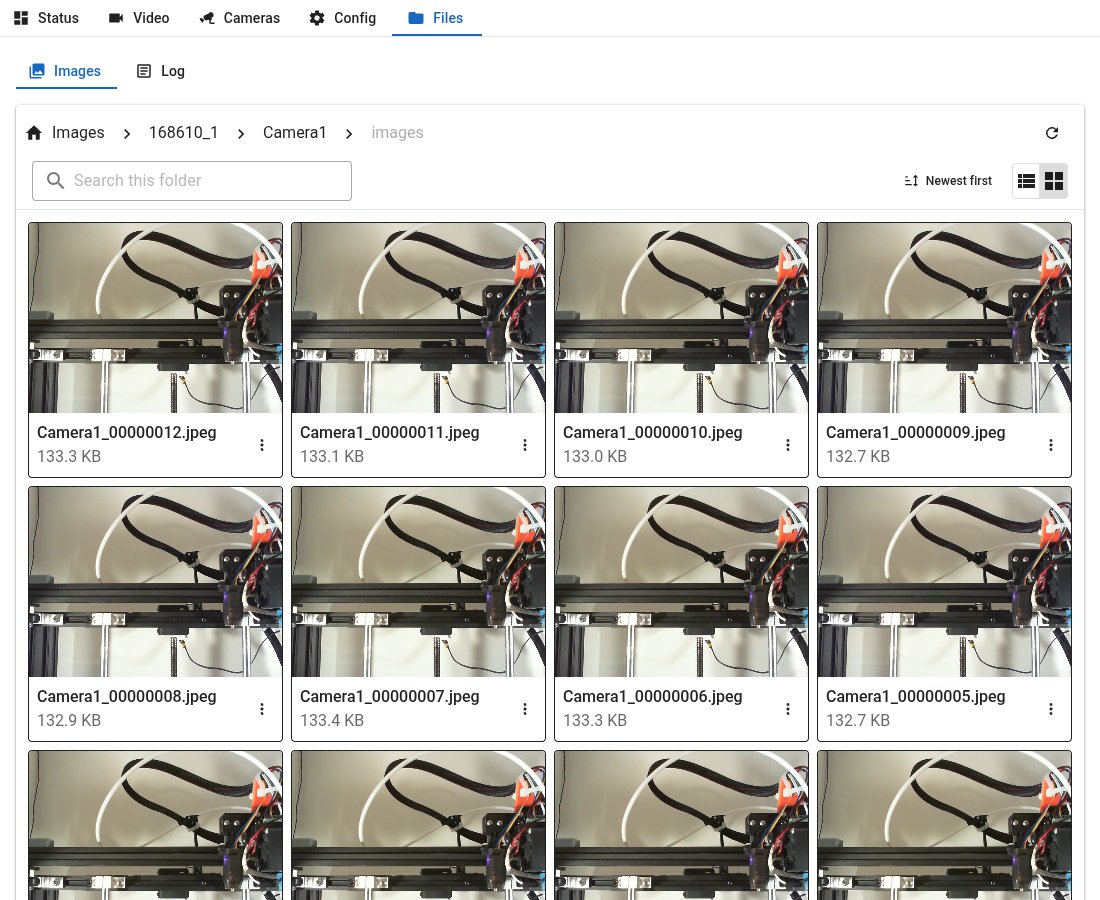 Status Video Cameras Config Files
Images Log
Images 168610_1 Camera1 images
Search this folder Newest first
Camera1_00000012.jpeg Camera1_00000011.jpeg Camera1_00000010.jpeg Camera1_00000009.jpeg
133.3 KB 133.1 KB 133.0 KB 132.7 KB
Camera1_00000008.jpeg Camera1_00000007.jpeg Camera1_00000006.jpeg Camera1_00000005.jpeg
132.9 KB 133.4 KB 133.3 KB 132.7 KB